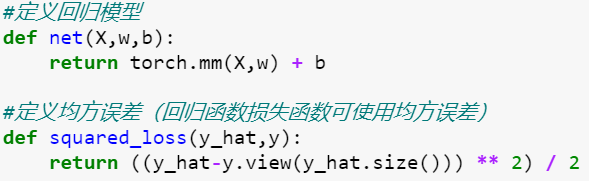 #定义回归模型
def net(X,w,b):
    return torch.mm(X,w) + b
#定义均方误差（回归函数损失函数可使用均方误差）
def squared_loss(y_hat,y):
    return ((y_hat-y.view(y_hat.size())) ** 2) / 2